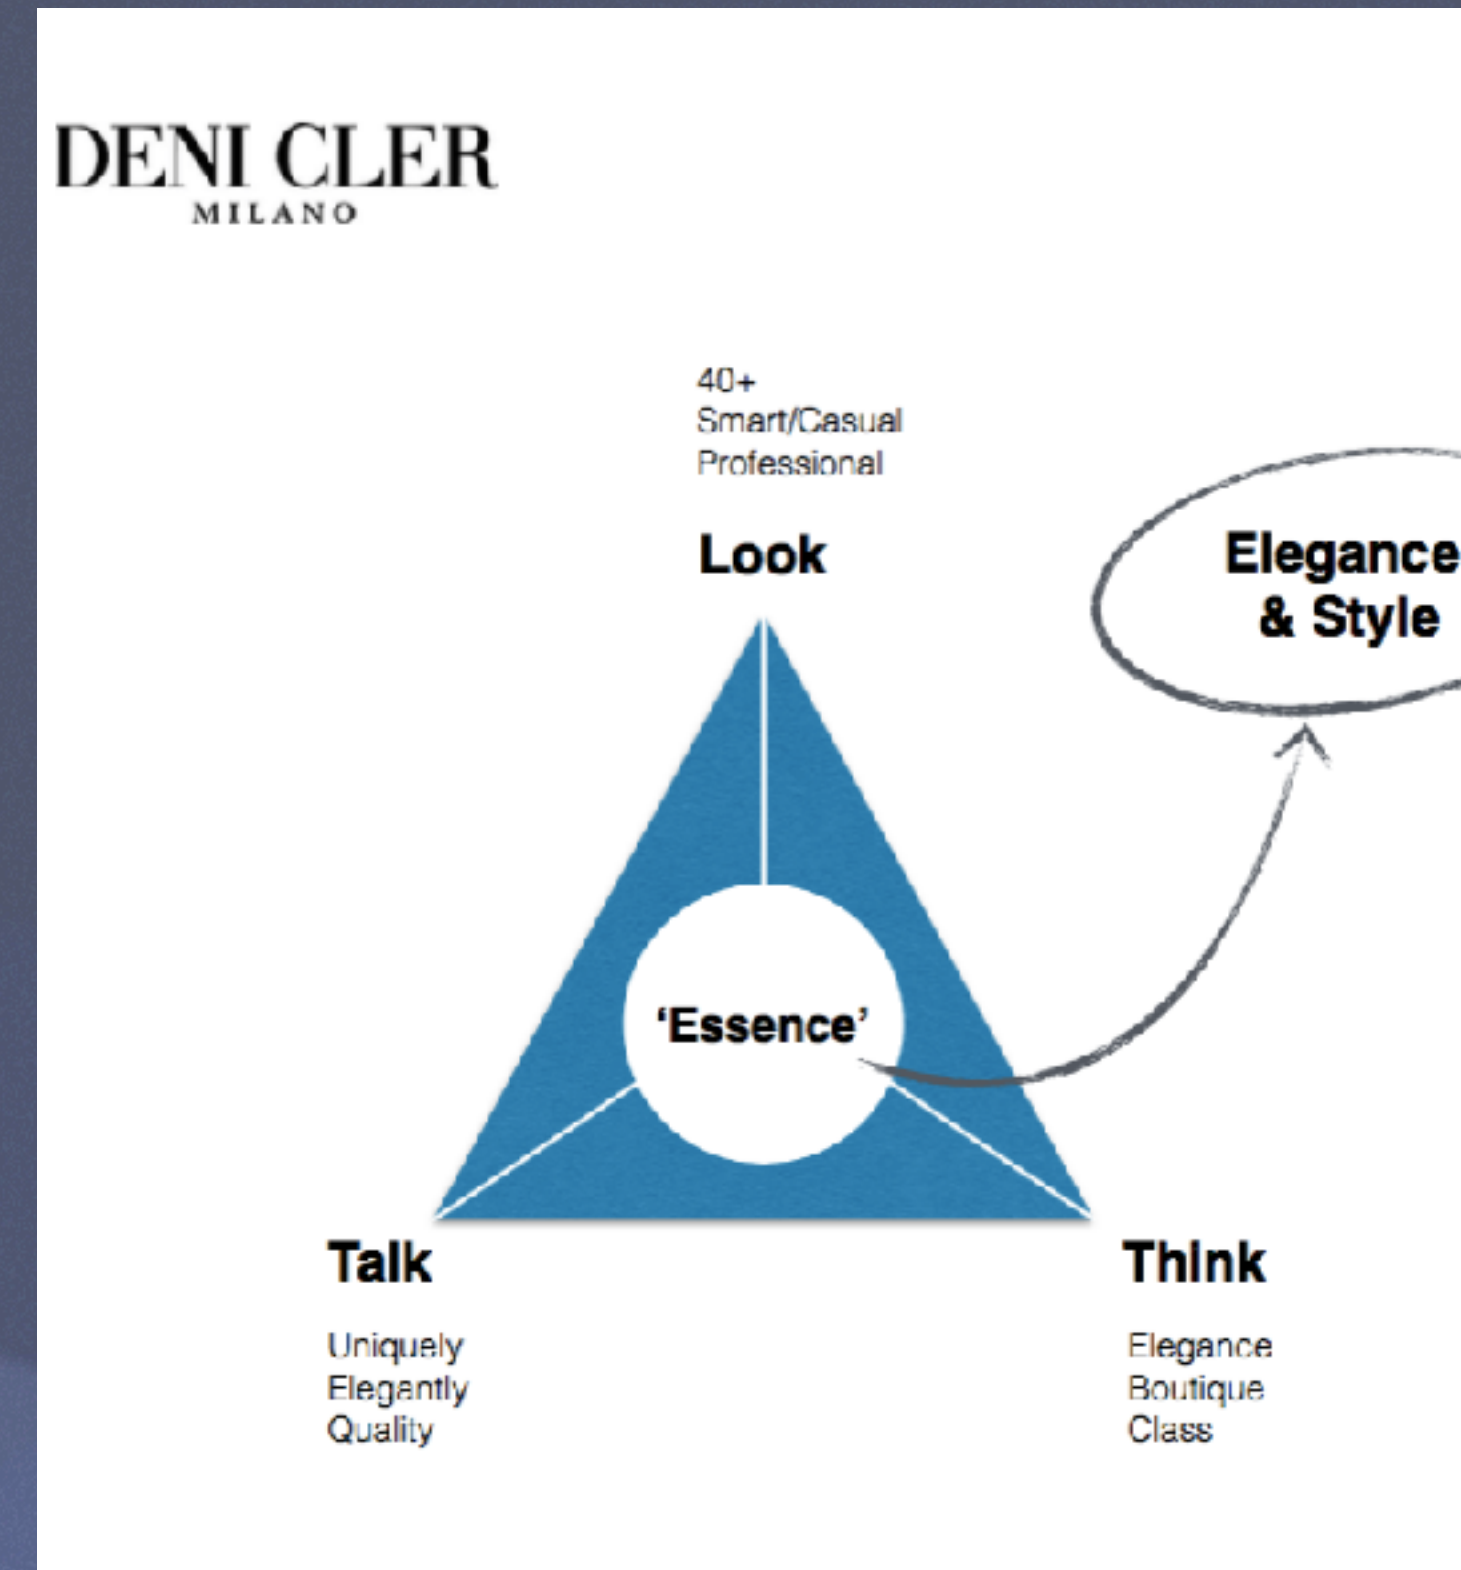 DENI CLER
MILANO
40+
Smart/Casual
Professional
Look
Elegance
& Style
‘Essence’
Talk
Uniquely
Elegantly
Quality
Think
Elegance
Boutique
Class